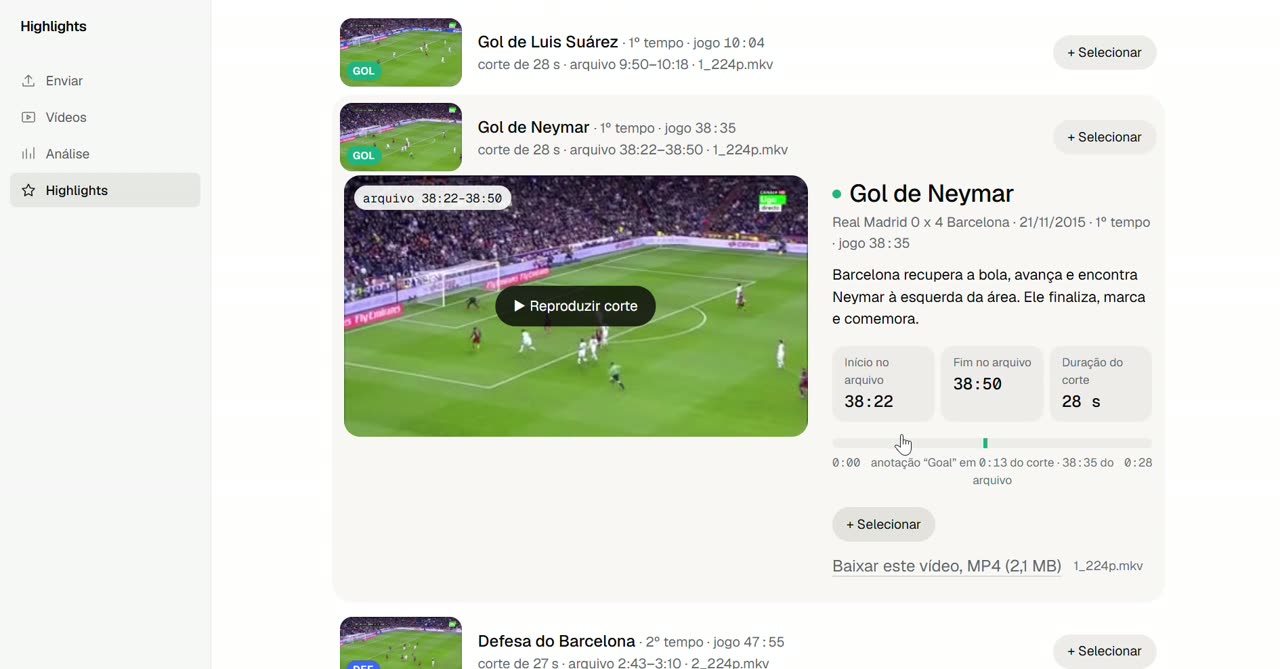 Highlights
Enviar
Vídeos
Análise
Highlights
GOL
Gol de Luis Suárez · 1º tempo · jogo 10:04
corte de 28 s · arquivo 9:50–10:18 · 1_224p.mkv
+ Selecionar
GOL
Gol de Neymar · 1º tempo · jogo 38:35
corte de 28 s · arquivo 38:22–38:50 · 1_224p.mkv
+ Selecionar
arquivo 38:22–38:50
directo
Fly Emirates
▶ Reproduzir corte
Gol de Neymar
Real Madrid 0 x 4 Barcelona · 21/11/2015 · 1º tempo
· jogo 38:35
Barcelona recupera a bola, avança e encontra
Neymar à esquerda da área. Ele finaliza, marca
e comemora.
Início no
arquivo
38:22
Fim no arquivo
38:50
Duração do
corte
28 s
0:00
anotação “Goal” em 0:13 do corte · 38:35 do
arquivo
0:28
+ Selecionar
Baixar este vídeo, MP4 (2,1 MB)
1_224p.mkv
DEF
Defesa do Barcelona · 2º tempo · jogo 47:55
corte de 27 s · arquivo 2:43–3:10 · 2_224p.mkv
+ Selecionar